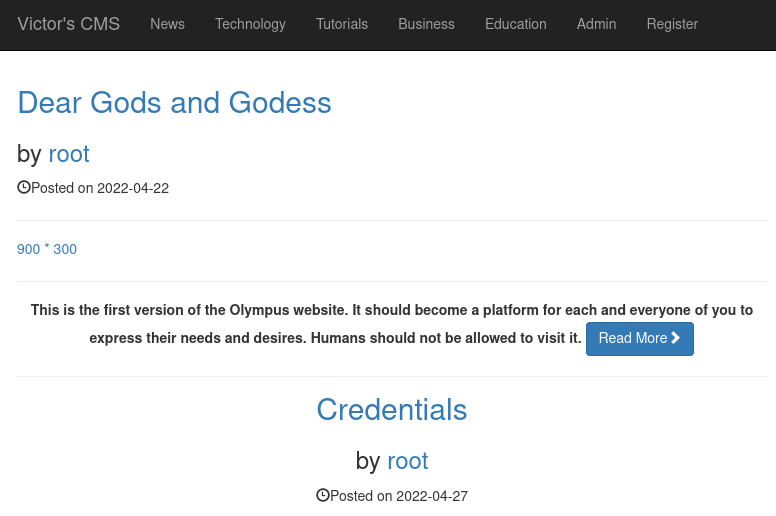 Victor's CMS News Technology Tutorials Business Education Admin Register
Dear Gods and Godess
by root
Posted on 2022-04-22
900 * 300
This is the first version of the Olympus website. It should become a platform for each and everyone of you to
express their needs and desires. Humans should not be allowed to visit it. Read More
Credentials
by root
Posted on 2022-04-27